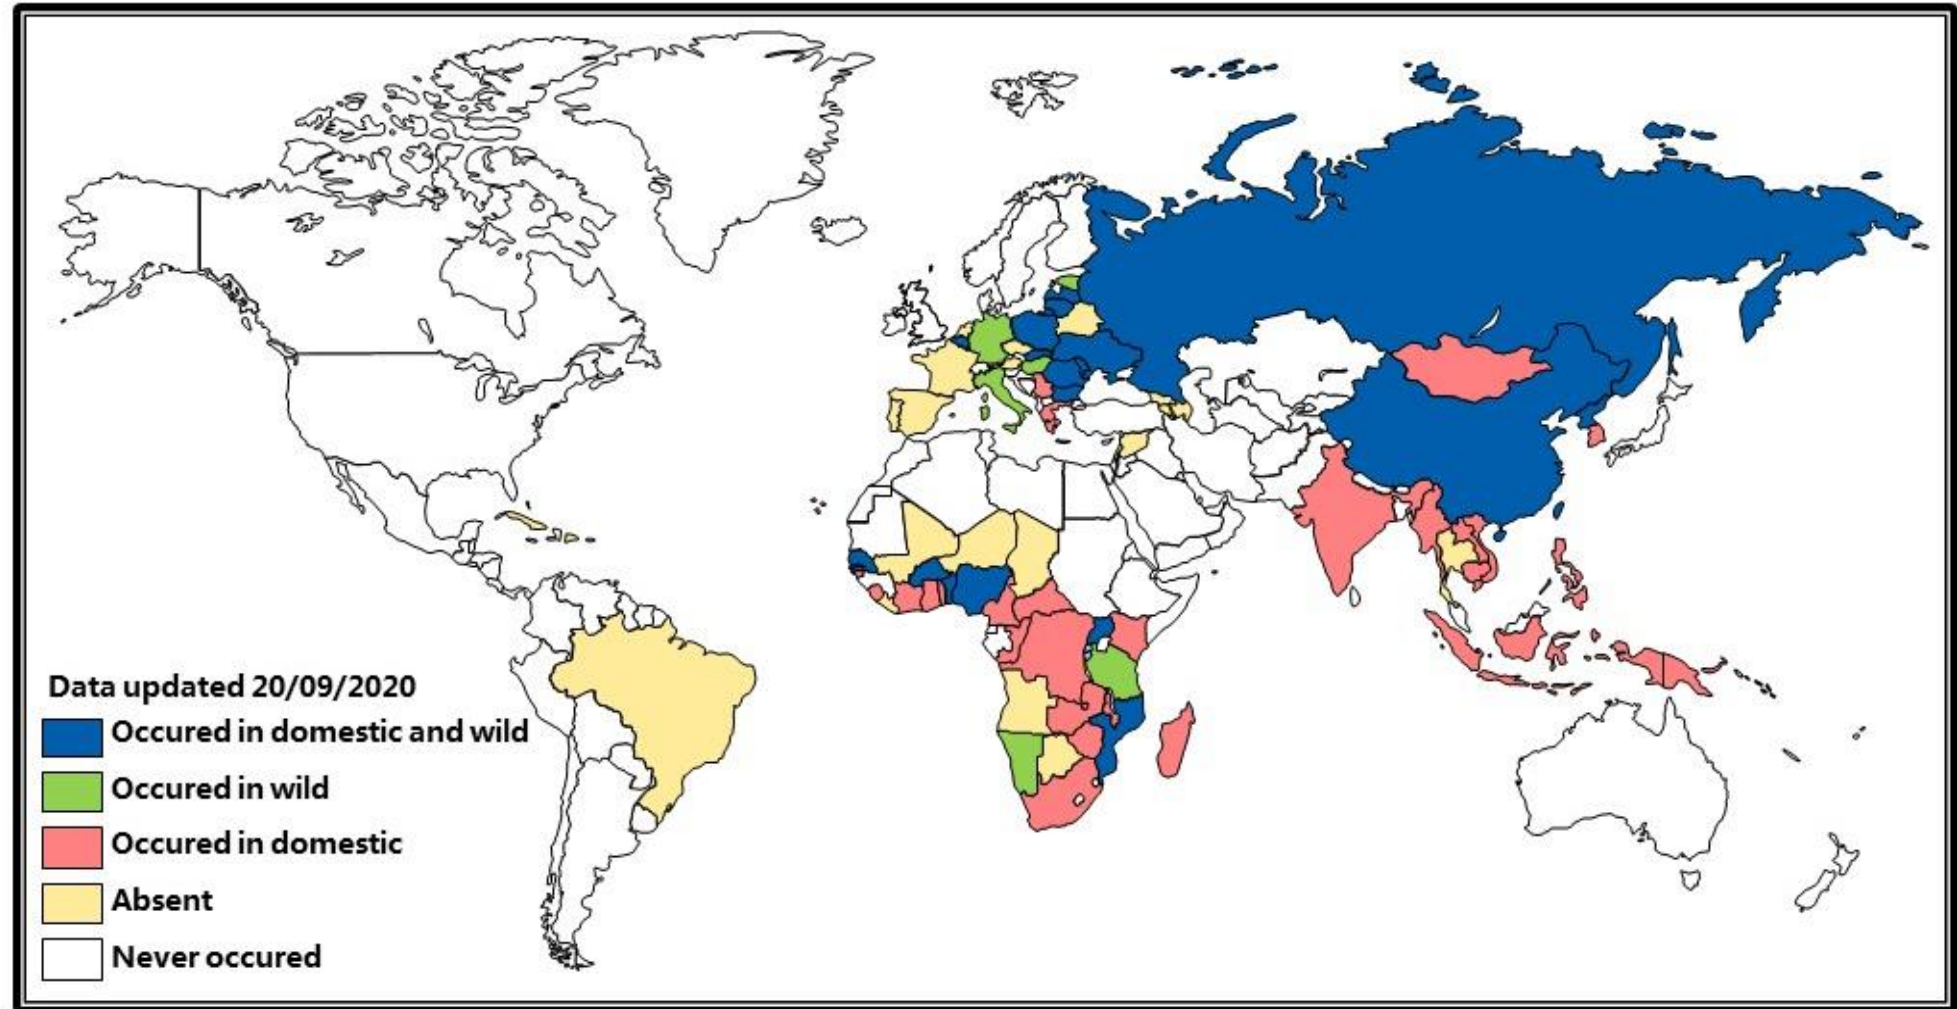 Data updated 20/09/2020
Occured in domestic and wild
Occured in wild
Occured in domestic
Absent
Never occured